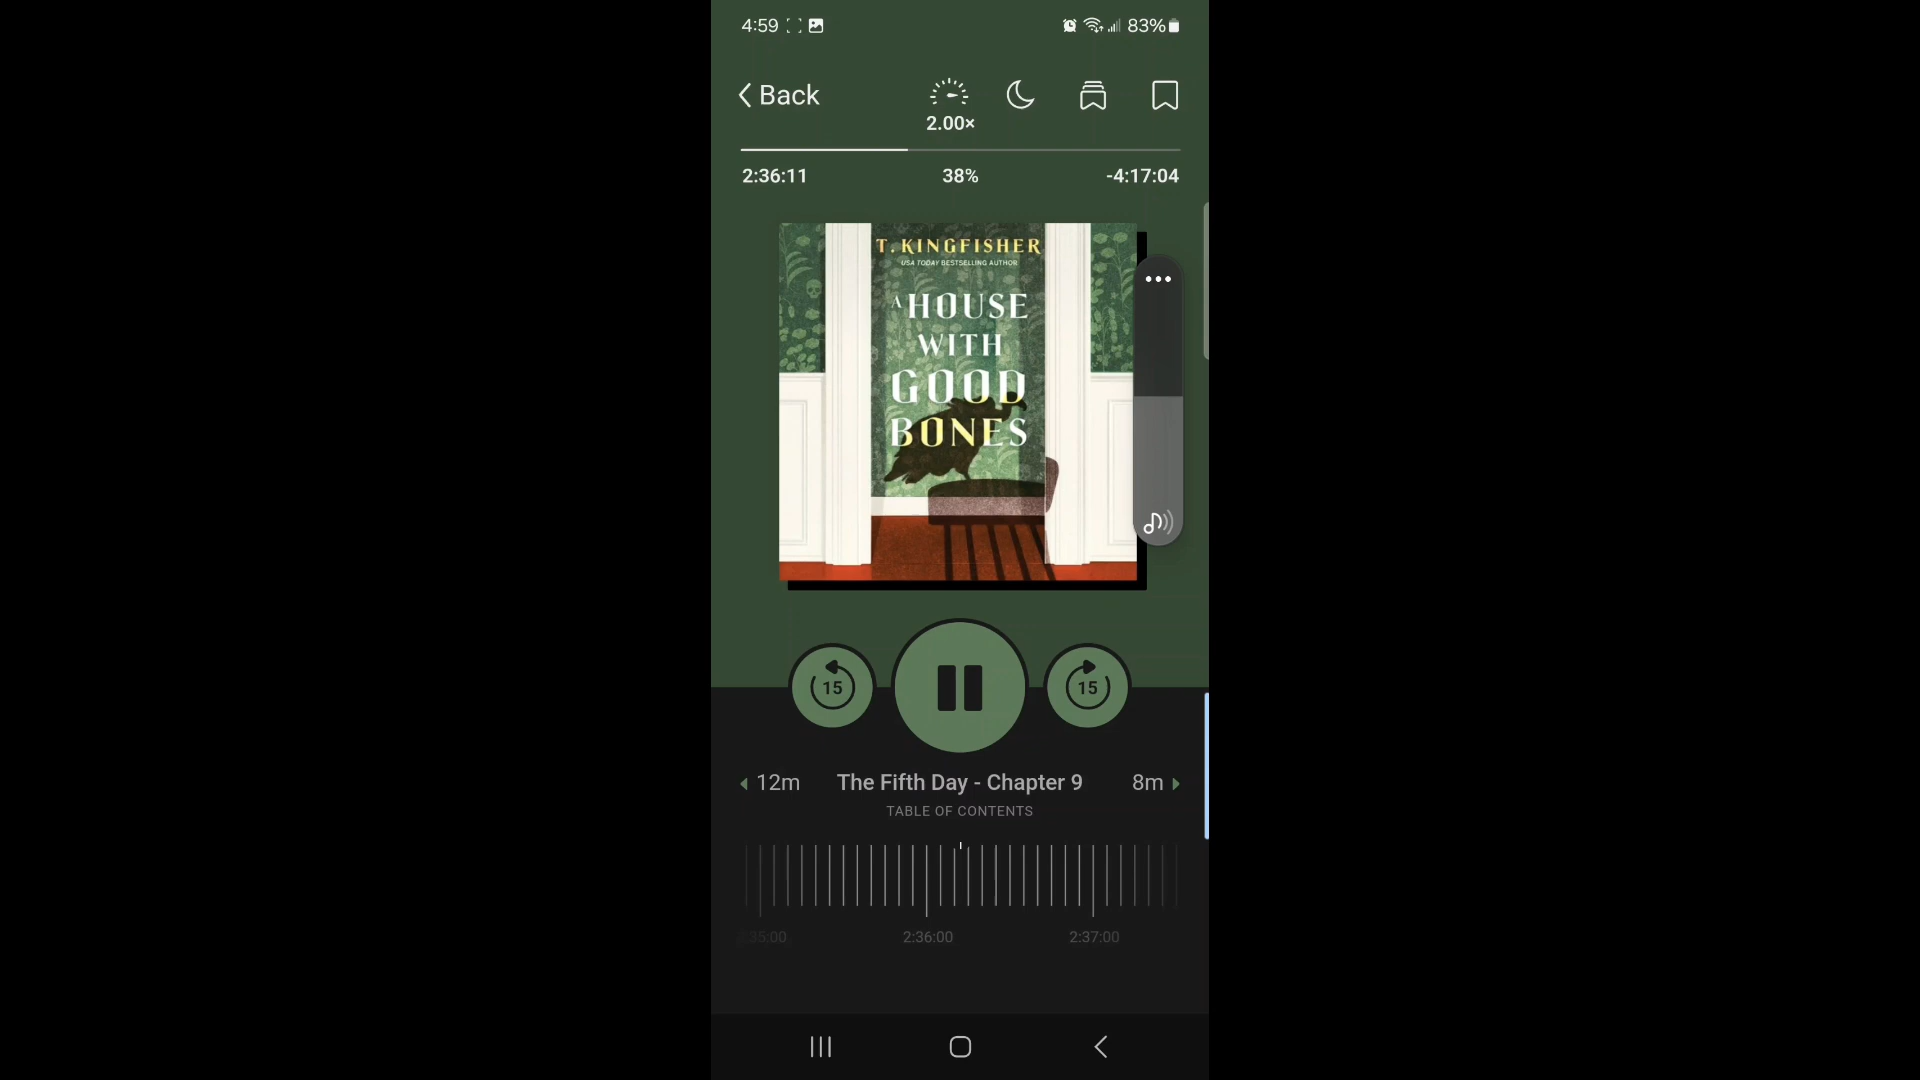 4:59 83%
Back
2.00×
2:36:11 38% -4:17:04
T. KINGFISHER
USA TODAY BESTSELLING AUTHOR
A HOUSE
WITH
GOOD
BONES
15 15
12m The Fifth Day - Chapter 9 8m
TABLE OF CONTENTS
35:00 2:36:00 2:37:00